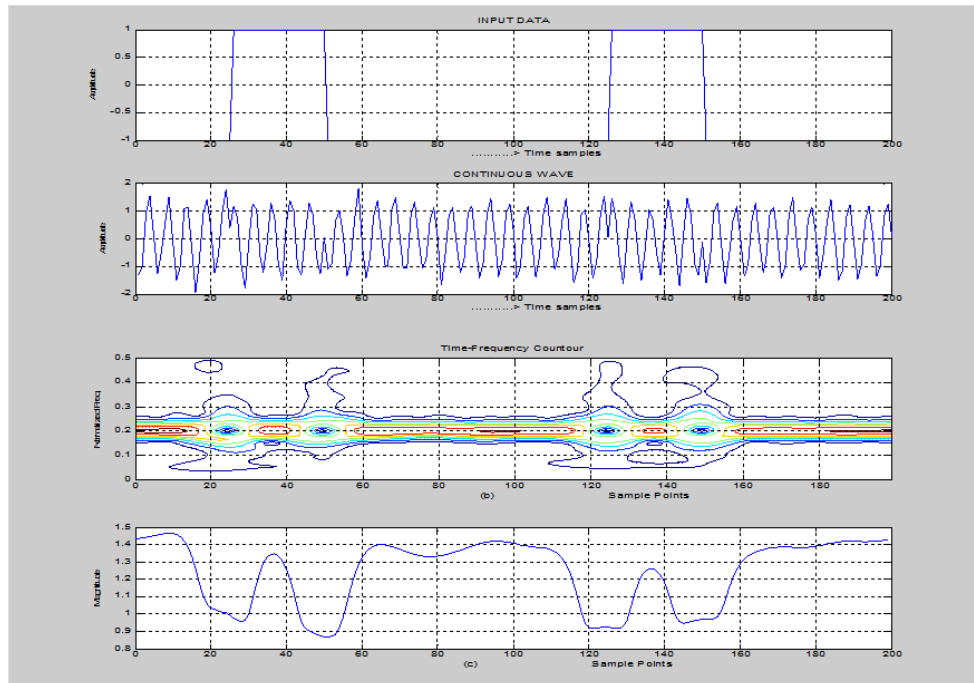 INPUT DATA
1
0.5
0
-0.5
-1
Amplitude
20 40 60 80 100 120 140 160 180 200
...........> Time samples
CONTINUOUS WAVE
2
1
0
-1
-2
Amplitude
0 20 40 60 80 100 120 140 160 180 200
...........> Time samples
Time-Frequency Countour
0.5
0.4
0.3
0.2
0.1
0
Normalized Freq
0 20 40 60 80 100 120 140 160 180
(b) Sample Points
1.5
1.4
1.3
1.2
1.1
1
0.9
0.8
Magnitude
0 20 40 60 80 100 120 140 160 180 200
(c) Sample Points